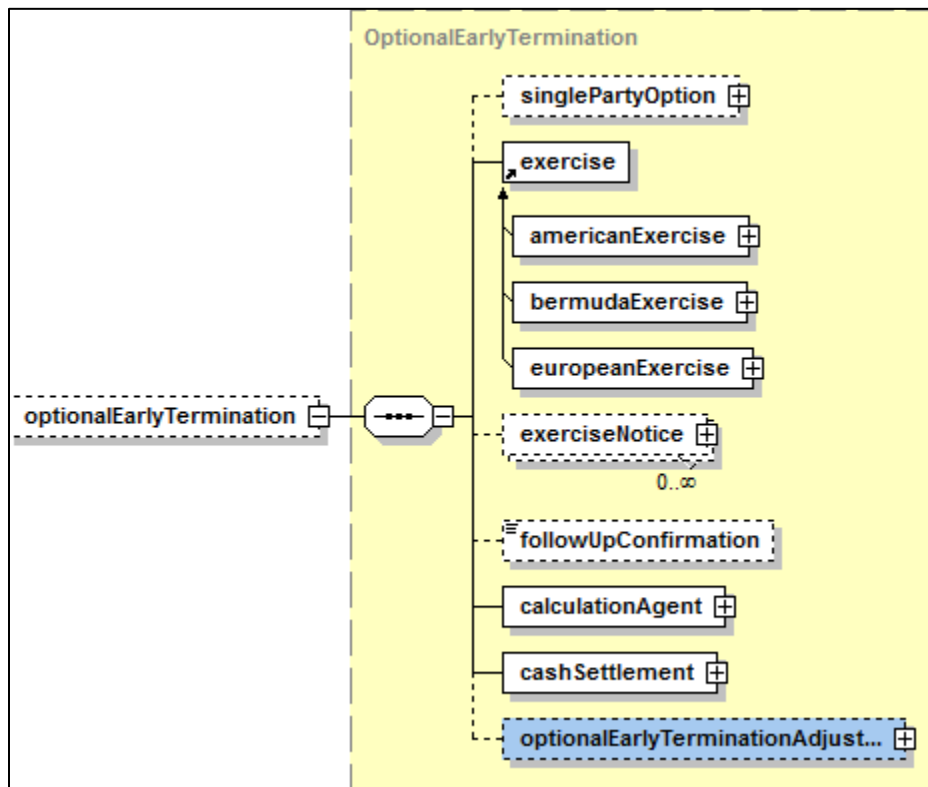 OptionalEarlyTermination
singlePartyOption
exercise
americanExercise
bermudaExercise
europeanExercise
optionalEarlyTermination
exerciseNotice
0..∞
followUpConfirmation
calculationAgent
cashSettlement
optionalEarlyTerminationAdjust...